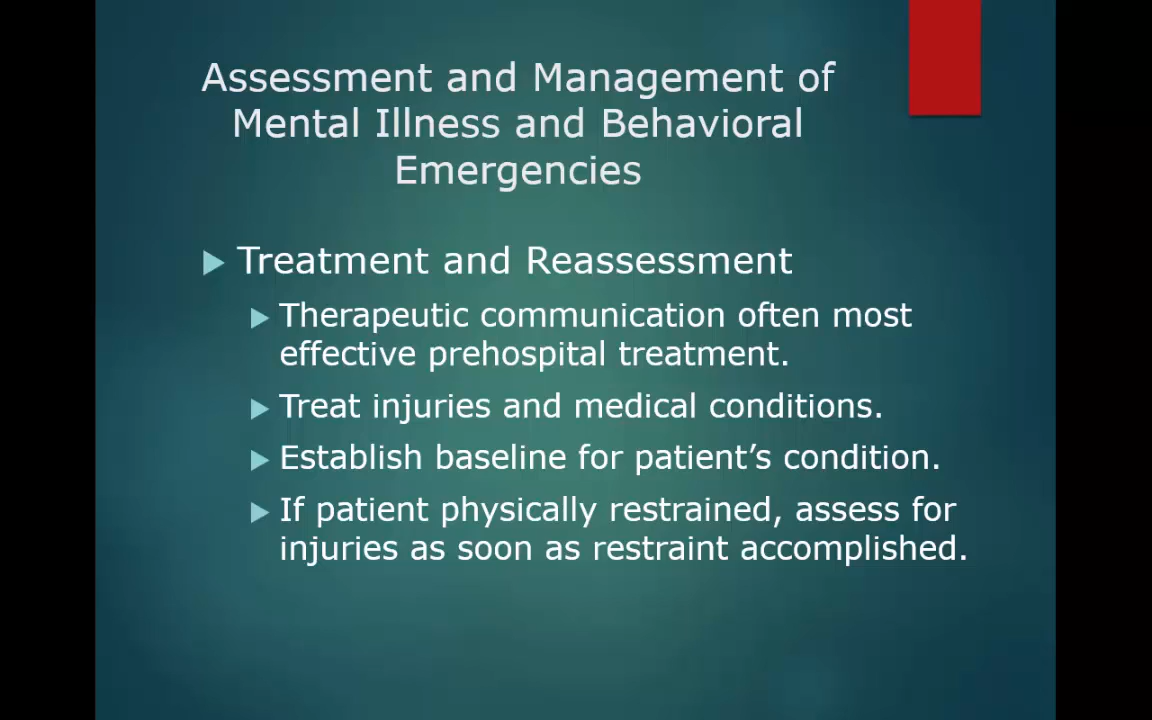 Assessment and Management of
Mental Illness and Behavioral
Emergencies
Treatment and Reassessment
Therapeutic communication often most
effective prehospital treatment.
Treat injuries and medical conditions.
Establish baseline for patient’s condition.
If patient physically restrained, assess for
injuries as soon as restraint accomplished.